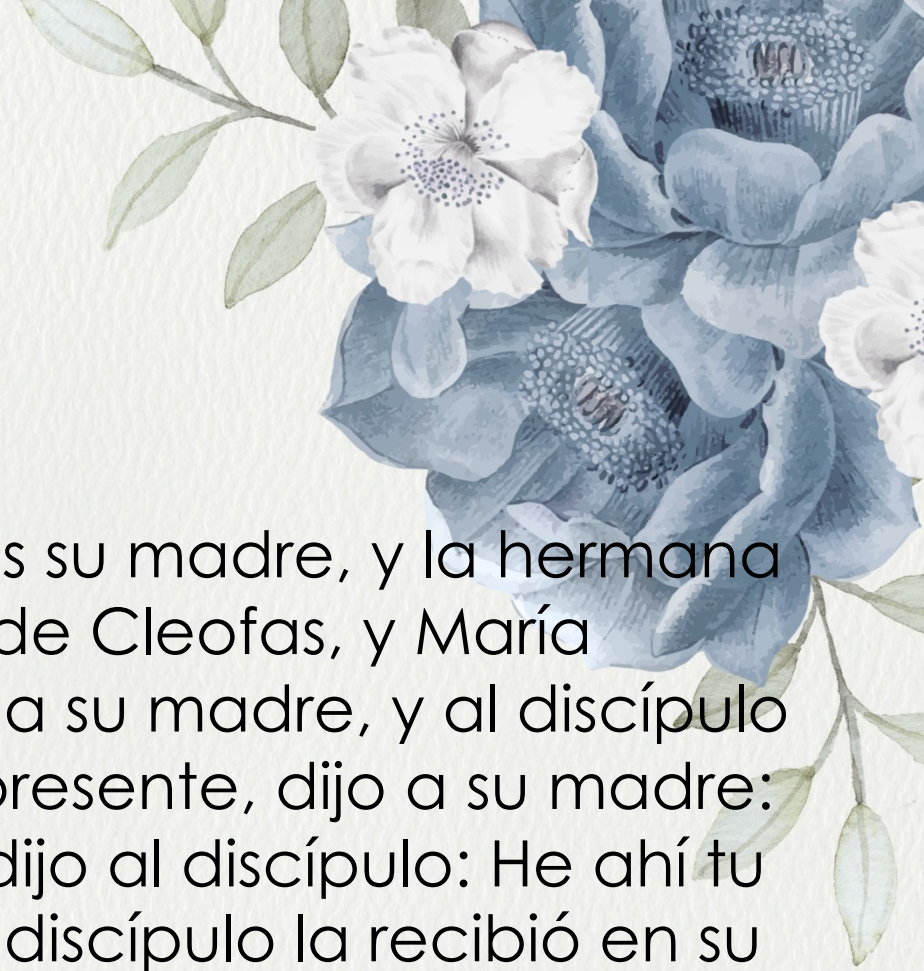 s su madre, y la hermana
de Cleofas, y María
a su madre, y al discípulo
presente, dijo a su madre:
dijo al discípulo: He ahí tu
discípulo la recibió en su